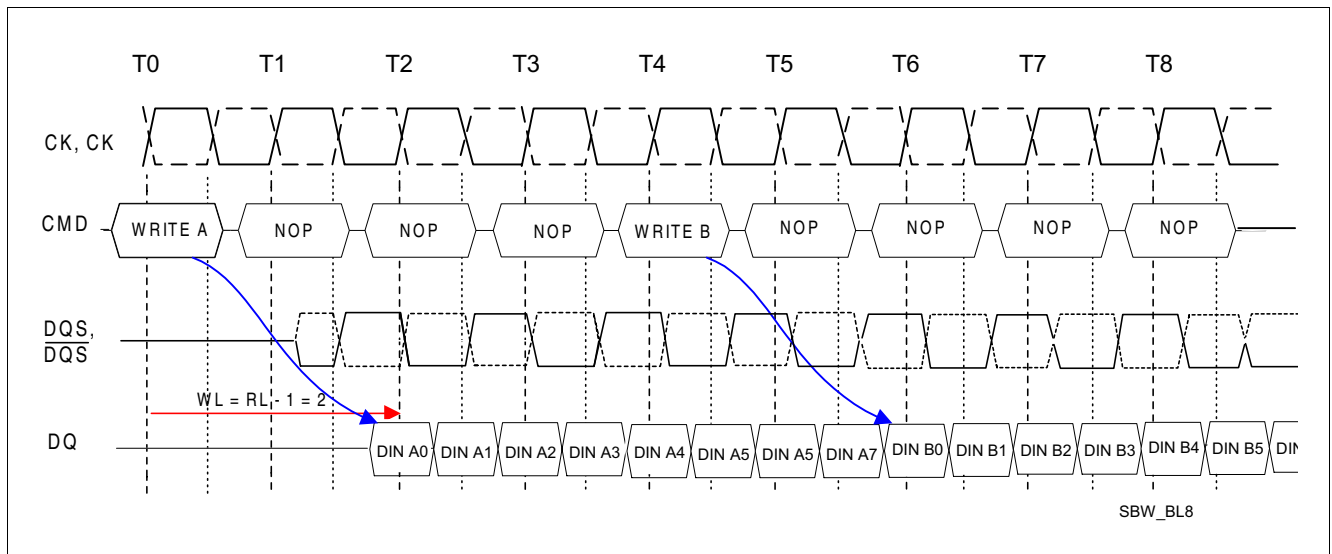 T0 T1 T2 T3 T4 T5 T6 T7 T8
CK, CK
CMD WRITE A NOP NOP NOP WRITE B NOP NOP NOP NOP
DQS,
DQS
WL = RL - 1 = 2
DQ DIN A0 DIN A1 DIN A2 DIN A3 DIN A4 DIN A5 DIN A5 DIN A7 DIN B0 DIN B1 DIN B2 DIN B3 DIN B4 DIN B5 DIN
SBW_BL8